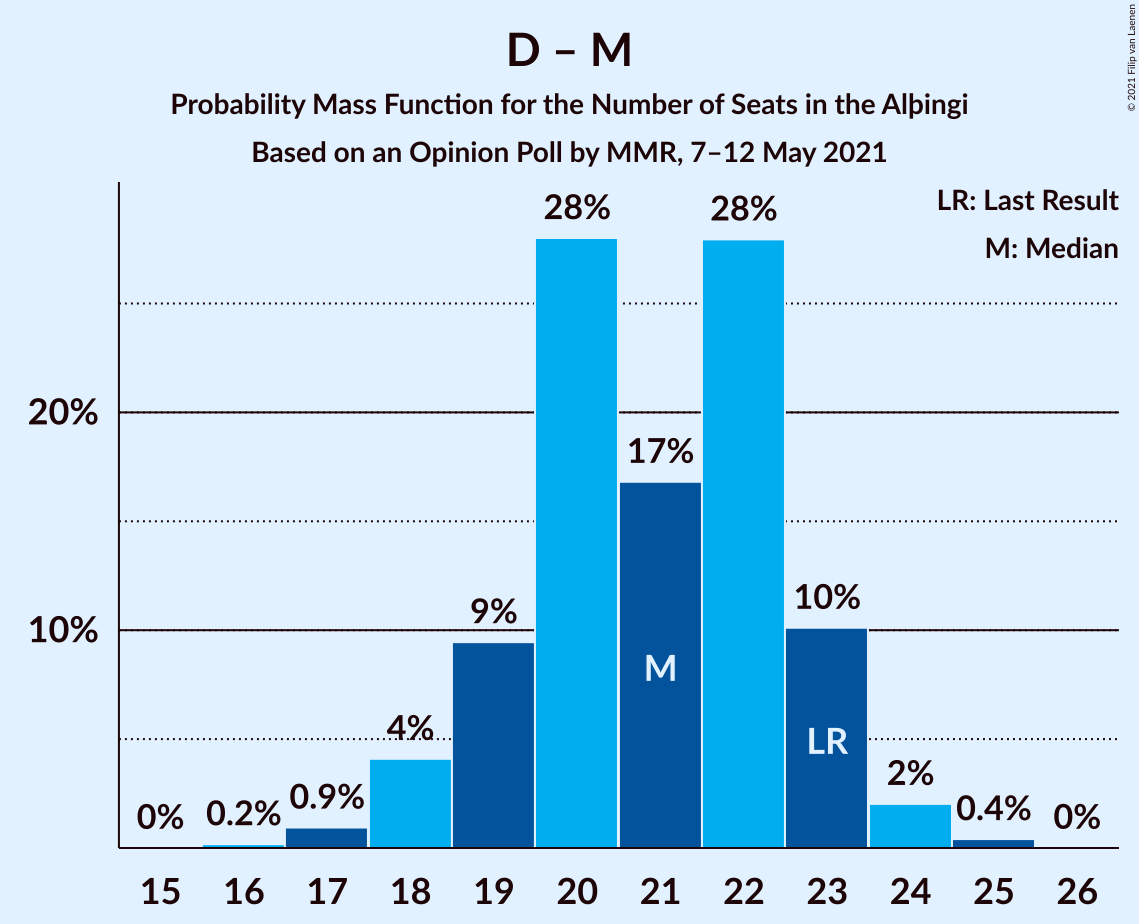 D – M
Probability Mass Function for the Number of Seats in the Alþingi
Based on an Opinion Poll by MMR, 7–12 May 2021
© 2021 Filip van Laenen
LR: Last Result
M: Median
28%
28%
20%
17%
10%
9%
10%
M
LR
4%
2%
0%
0.2%
0.9%
0.4%
0%
15 16 17 18 19 20 21 22 23 24 25 26